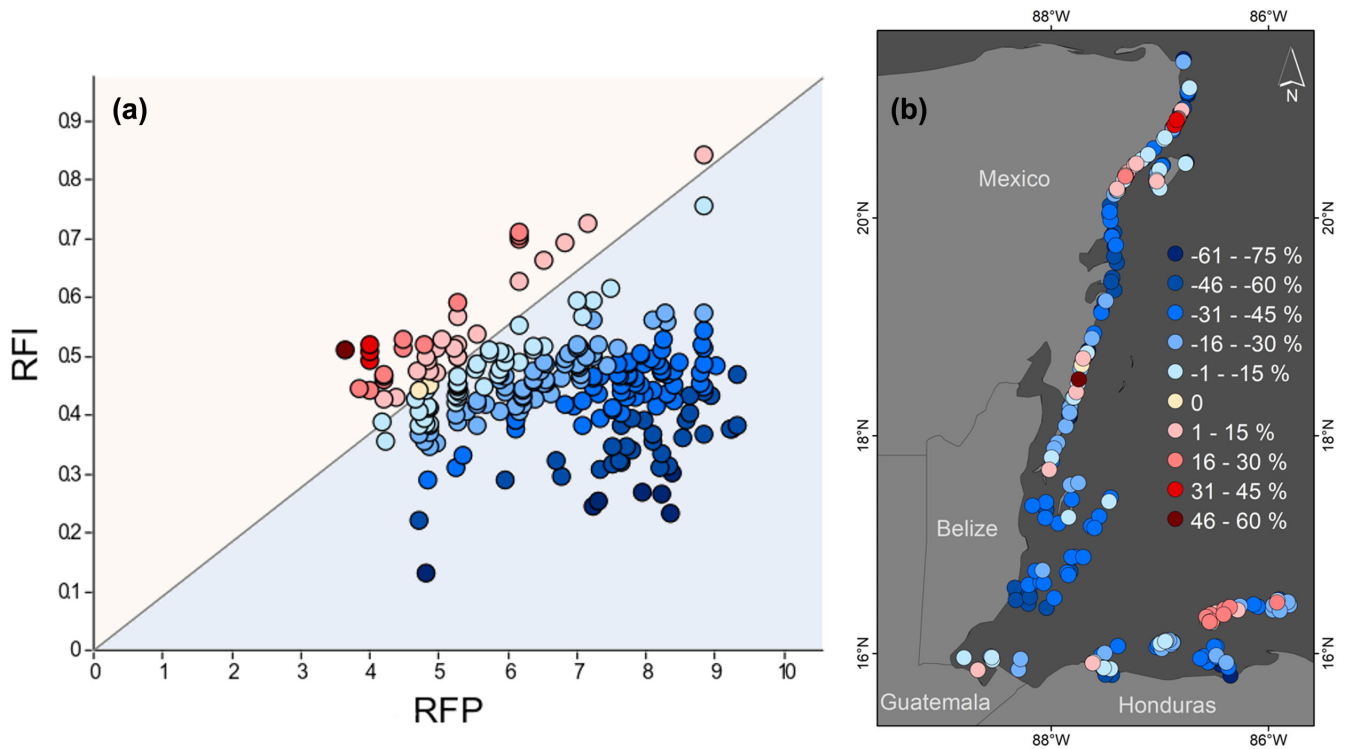 (a)
RFI
0.9
0.8
0.7
0.6
0.5
0.4
0.3
0.2
0.1
0
0 1 2 3 4 5 6 7 8 9 10
RFP
88°W 86°W
(b)
N
Mexico
20°N 20°N
-61 - -75 %
-46 - -60 %
-31 - -45 %
-16 - -30 %
-1 - -15 %
0
1 - 15 %
16 - 30 %
31 - 45 %
46 - 60 %
18°N 18°N
Belize
16°N 16°N
Guatemala
Honduras
88°W 86°W